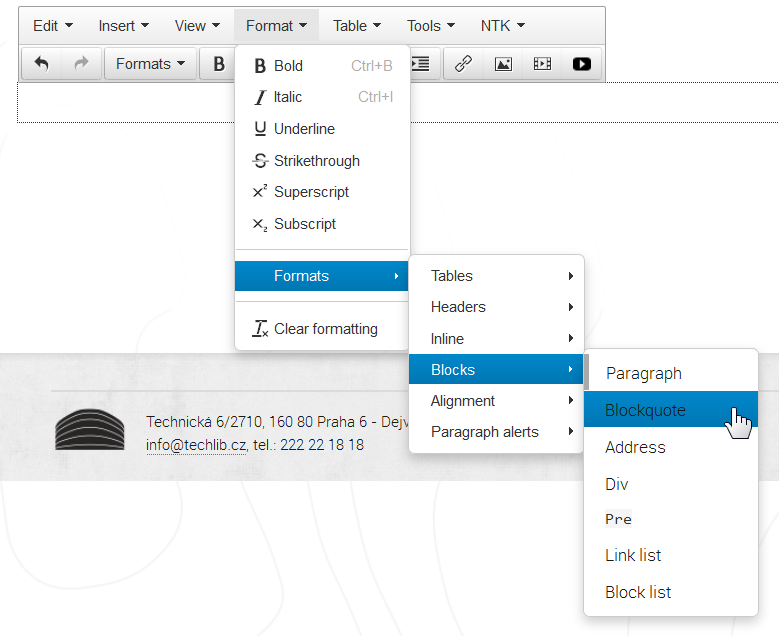 Edit Insert View Format Table Tools NTK
Formats B
Bold Ctrl+B
Italic Ctrl+I
Underline
Strikethrough
Superscript
Subscript
Formats
Clear formatting
Tables
Headers
Inline
Blocks
Alignment
Paragraph alerts
Paragraph
Blockquote
Address
Div
Pre
Link list
Block list
Technická 6/2710, 160 80 Praha 6 - Dejv
info@techlib.cz, tel.: 222 22 18 18